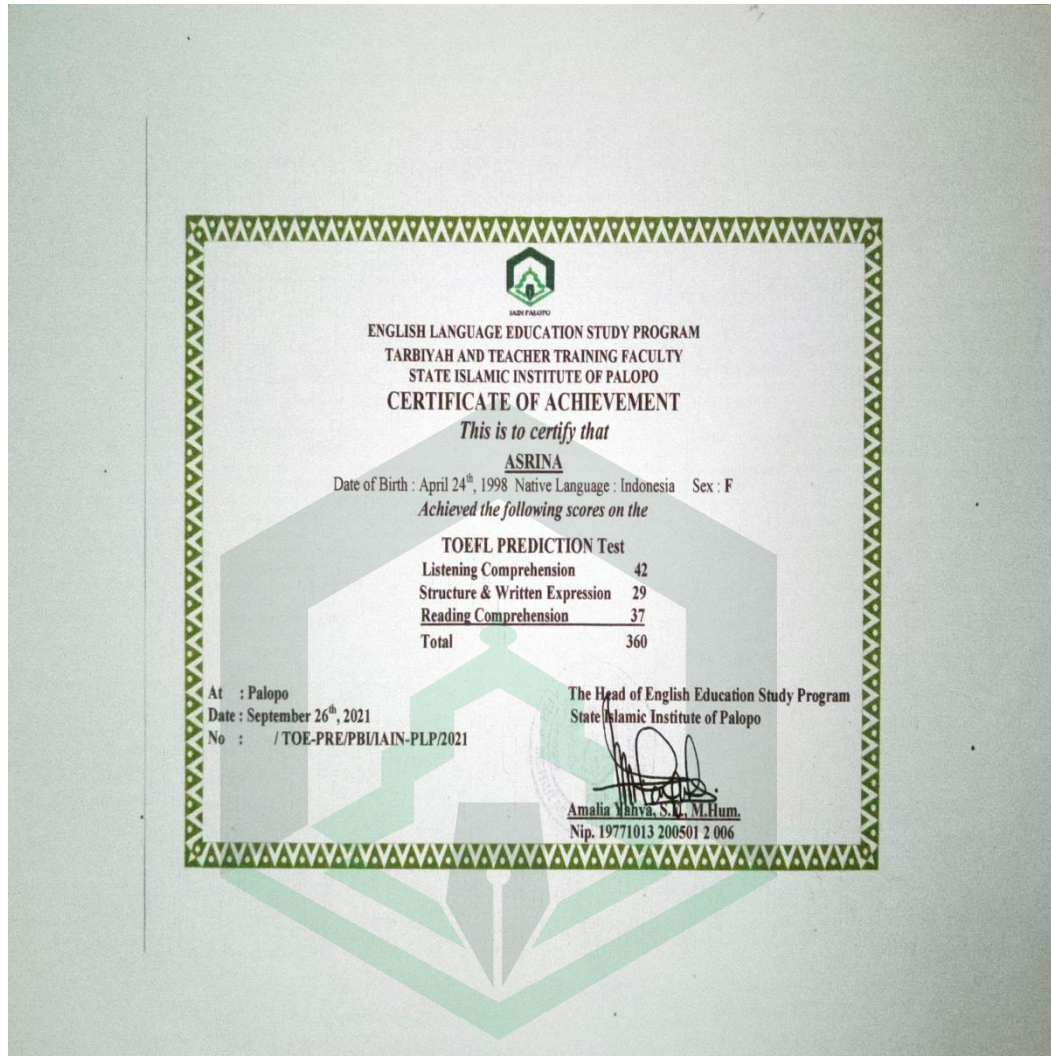 IAIN PALOPO
ENGLISH LANGUAGE EDUCATION STUDY PROGRAM
TARBIYAH AND TEACHER TRAINING FACULTY
STATE ISLAMIC INSTITUTE OF PALOPO
CERTIFICATE OF ACHIEVEMENT
This is to certify that
ASRINA
Date of Birth : April 24th, 1998 Native Language : Indonesia Sex : F
Achieved the following scores on the
TOEFL PREDICTION Test
Listening Comprehension 42
Structure & Written Expression 29
Reading Comprehension 37
Total 360
At : Palopo
Date : September 26th, 2021
No : / TOE-PRE/PBI/IAIN-PLP/2021
The Head of English Education Study Program
State Islamic Institute of Palopo
Amalia Yahya, M.Hum.
Nip. 19771013 200501 2 006